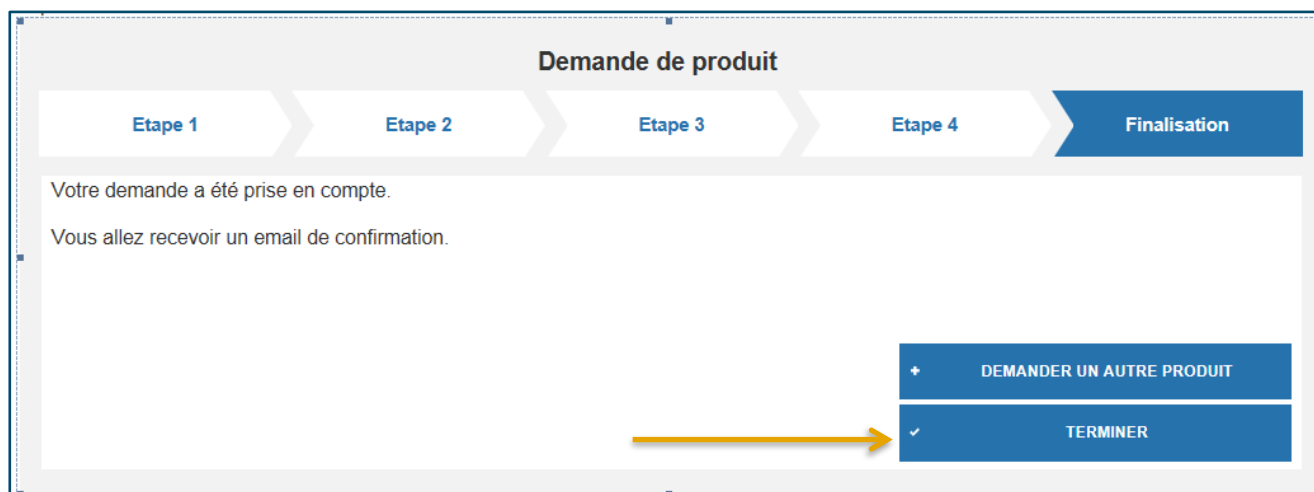 Demande de produit
Etape 1
Etape 2
Etape 3
Etape 4
Finalisation
Votre demande a été prise en compte.
Vous allez recevoir un email de confirmation.
DEMANDER UN AUTRE PRODUIT
TERMINER